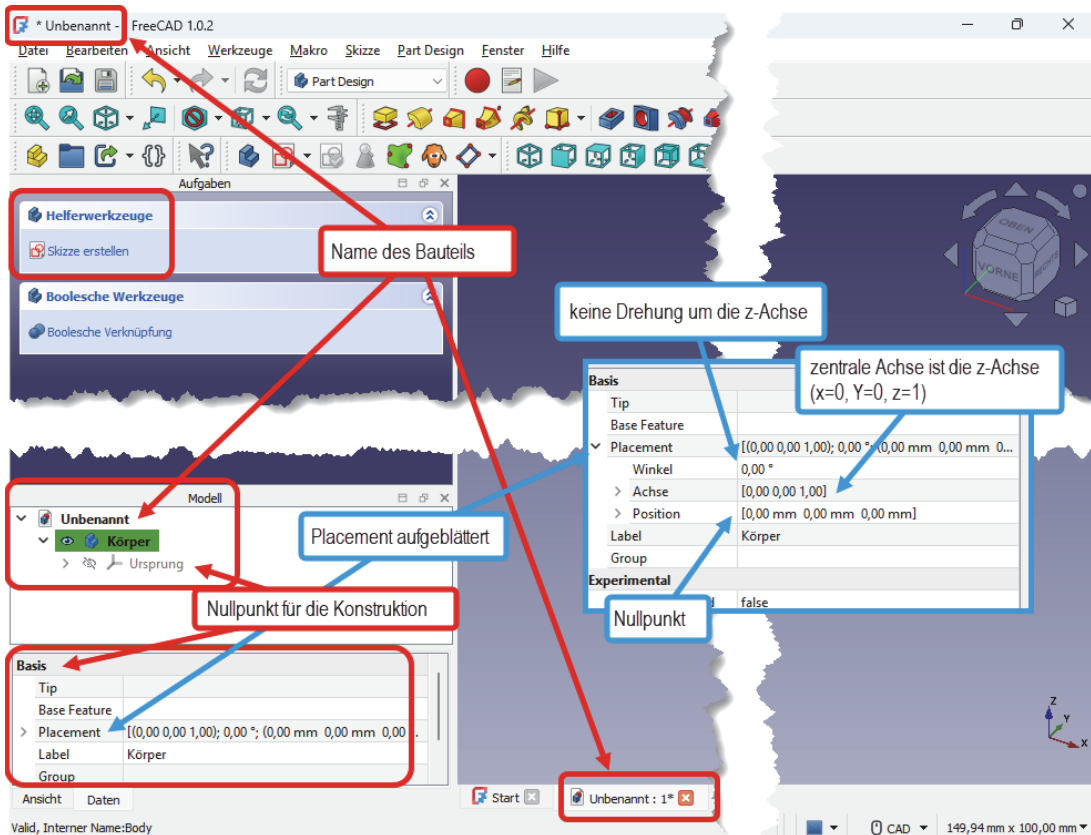 * Unbenannt - FreeCAD 1.0.2
Datei Bearbeiten Ansicht Werkzeuge Makro Skizze Part Design Fenster Hilfe
Part Design
Aufgaben
Helferwerkzeuge
Skizze erstellen
Boolesche Werkzeuge
Boolesche Verknüpfung
Name des Bauteils
OBEN
VORNE
RECHTS
keine Drehung um die z-Achse
zentrale Achse ist die z-Achse
(x=0, Y=0, z=1)
Basis
Tip
Base Feature
Placement [(0,00 0,00 1,00); 0,00 °; (0,00 mm 0,00 mm 0...
Winkel 0,00 °
Achse [0,00 0,00 1,00]
Position [0,00 mm 0,00 mm 0,00 mm]
Label Körper
Group
Experimental
false
Nullpunkt
Modell
Unbenannt
Körper
Ursprung
Placement aufgeblättert
Nullpunkt für die Konstruktion
Basis
Tip
Base Feature
Placement [(0,00 0,00 1,00); 0,00 °; (0,00 mm 0,00 mm 0,00 ...
Label Körper
Group
Ansicht Daten
Start
Unbenannt : 1*
Z
Y
X
Valid, Interner Name:Body
CAD
149,94 mm x 100,00 mm